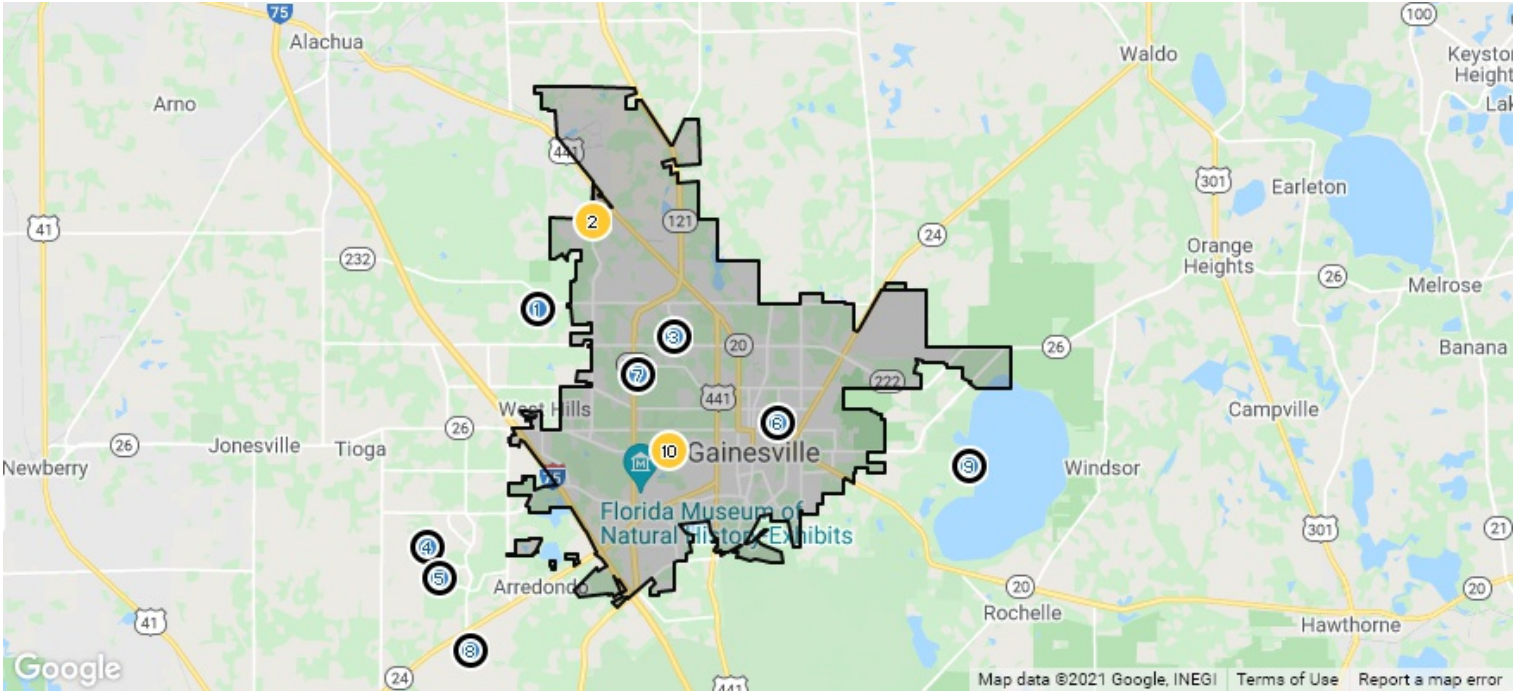 75
100
Alachua
Waldo
Arno
441
301
Earleton
41
121
24
232
2
Orange
Heights
26
Melrose
1
3
20
26
Banana
7
222
441
West Hills
Campville
26
6
Jonesville
Tioga
26
10
Gainesville
Newberry
9
Windsor
75
Florida Museum of
Natural History-Exhibits
301
21
4
5
Arredondo
20
20
Rochelle
41
Hawthorne
8
Google
24
441
Map data ©2021 Google, INEGI
Terms of Use
Report a map error